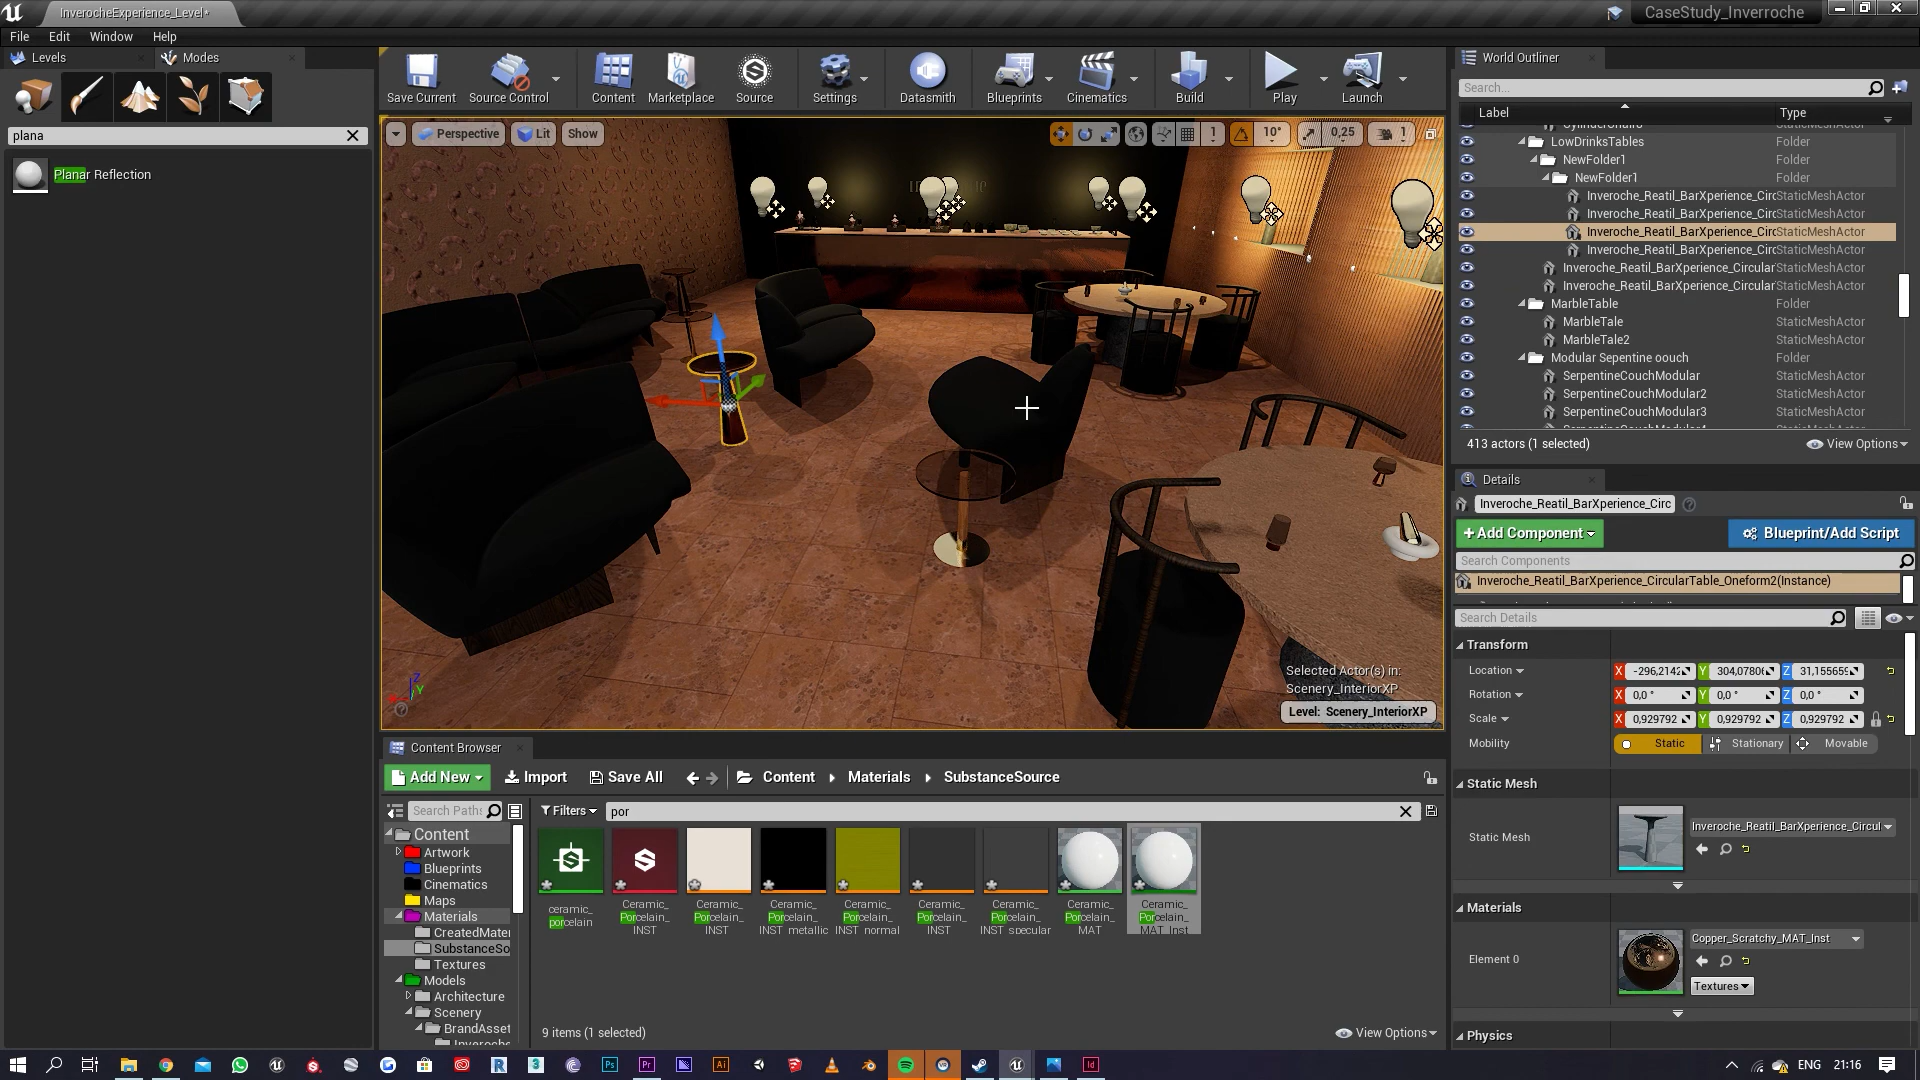 InverocheExperience_Level*
CaseStudy_Inverroche
File Edit Window Help
Levels
Modes
plana
Planar Reflection
Save Current
Source Control
Content
Marketplace
Source
Settings
Datasmith
Blueprints
Cinematics
Build
Play
Launch
Perspective
Lit
Show
1
10°
0,25
1
Selected Actor(s) in:
Scenery_InteriorXP
Level: Scenery_InteriorXP
World Outliner
Search...
Label Type
LowDrinksTables Folder
NewFolder1 Folder
NewFolder1 Folder
Inveroche_Reatil_BarXperience_Circ StaticMeshActor
Inveroche_Reatil_BarXperience_Circ StaticMeshActor
Inveroche_Reatil_BarXperience_Circ StaticMeshActor
Inveroche_Reatil_BarXperience_Circ StaticMeshActor
Inveroche_Reatil_BarXperience_Circular StaticMeshActor
Inveroche_Reatil_BarXperience_Circular StaticMeshActor
MarbleTable Folder
MarbleTale StaticMeshActor
MarbleTale2 StaticMeshActor
Modular Sepentine oouch Folder
SerpentineCouchModular StaticMeshActor
SerpentineCouchModular2 StaticMeshActor
SerpentineCouchModular3 StaticMeshActor
413 actors (1 selected)
View Options
Details
Inveroche_Reatil_BarXperience_Circ
+Add Component
Blueprint/Add Script
Search Components
Inveroche_Reatil_BarXperience_CircularTable_Oneform2(Instance)
Search Details
Transform
Location X -296,2142 Y 304,0780 Z 31,155659
Rotation X 0,0 ° Y 0,0 ° Z 0,0 °
Scale X 0,929792 Y 0,929792 Z 0,929792
Mobility Static Stationary Movable
Static Mesh
Static Mesh
Inveroche_Reatil_BarXperience_Circul
Materials
Element 0
Copper_Scratchy_MAT_Inst
Textures
Physics
Content Browser
Add New
Import
Save All
Content
Materials
SubstanceSource
Search Paths
Filters
por
Content
Artwork
Blueprints
Cinematics
Maps
Materials
CreatedMater
SubstanceSo
Textures
Models
Architecture
Scenery
BrandAsset
ceramic_
porcelain
Ceramic_
Porcelain_
INST
Ceramic_
Porcelain_
INST
Ceramic_
Porcelain_
INST_metallic
Ceramic_
Porcelain_
INST_normal
Ceramic_
Porcelain_
INST
Ceramic_
Porcelain_
INST_specular
Ceramic_
Porcelain_
MAT
Ceramic_
Porcelain_
MAT_Inst
9 items (1 selected)
View Options
ENG
21:16